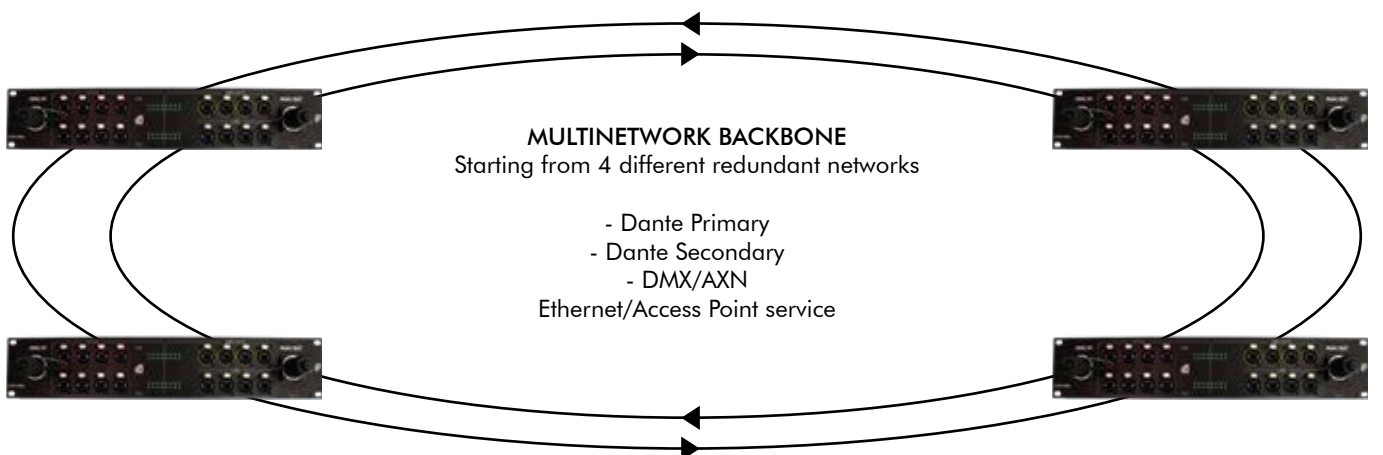 MULTINETWORK BACKBONE
Starting from 4 different redundant networks
- Dante Primary
- Dante Secondary
- DMX/AXN
Ethernet/Access Point service